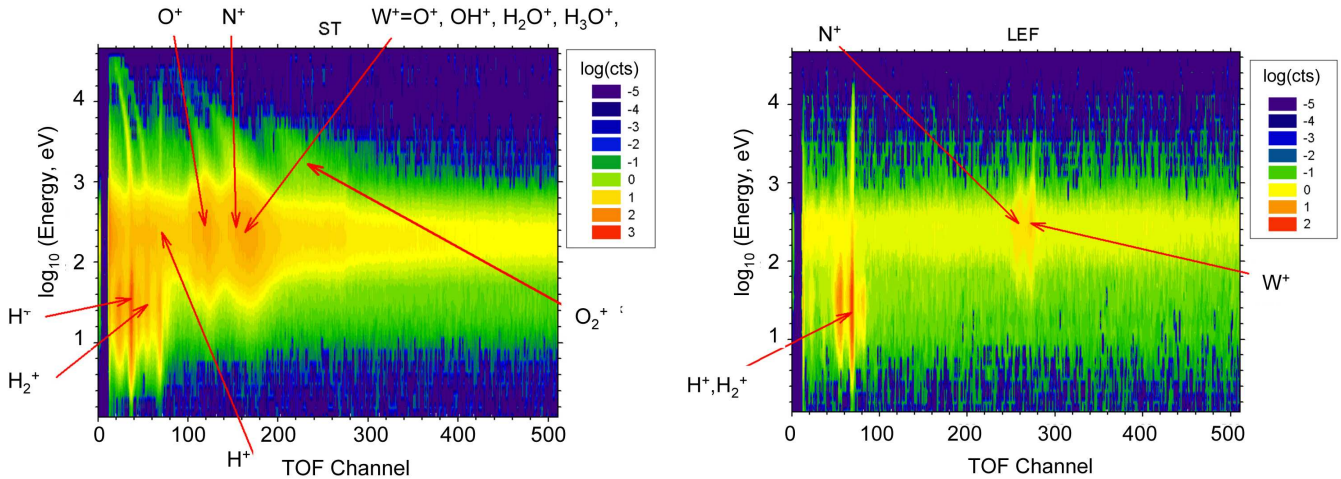 O⁺ N⁺ W⁺=O⁺, OH⁺, H₂O⁺, H₃O⁺,
ST
log(cts)
-5
-4
-3
-2
-1
0
1
2
3
log₁₀ (Energy, eV)
4
3
2
1
H⁺
H₂⁺
O₂⁺
0 100 200 300 400 500
H⁺
TOF Channel
N⁺
LEF
log(cts)
-5
-4
-3
-2
-1
0
1
2
log₁₀ (Energy, eV)
4
3
2
1
W⁺
H⁺,H₂⁺
0 100 200 300 400 500
TOF Channel